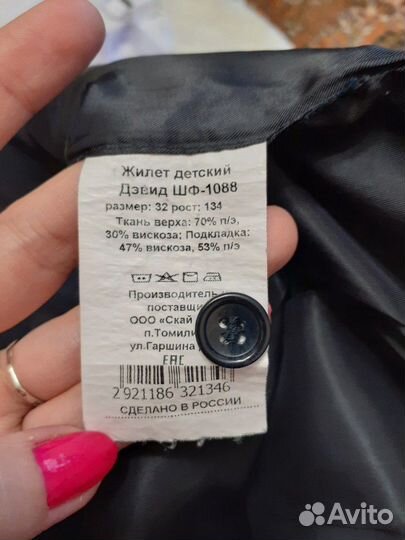 Жилет детский
Дэвид ШФ-1088
размер: 32 рост: 134
Ткань верха: 70% п/э,
30% вискоза; Подкладка:
47% вискоза, 53% п/э
Производитель
поставщи
ООО «Скай
п.Томили
ул.Гаршина
ЕАС
2 921186 321346
СДЕЛАНО В РОССИИ
Avito